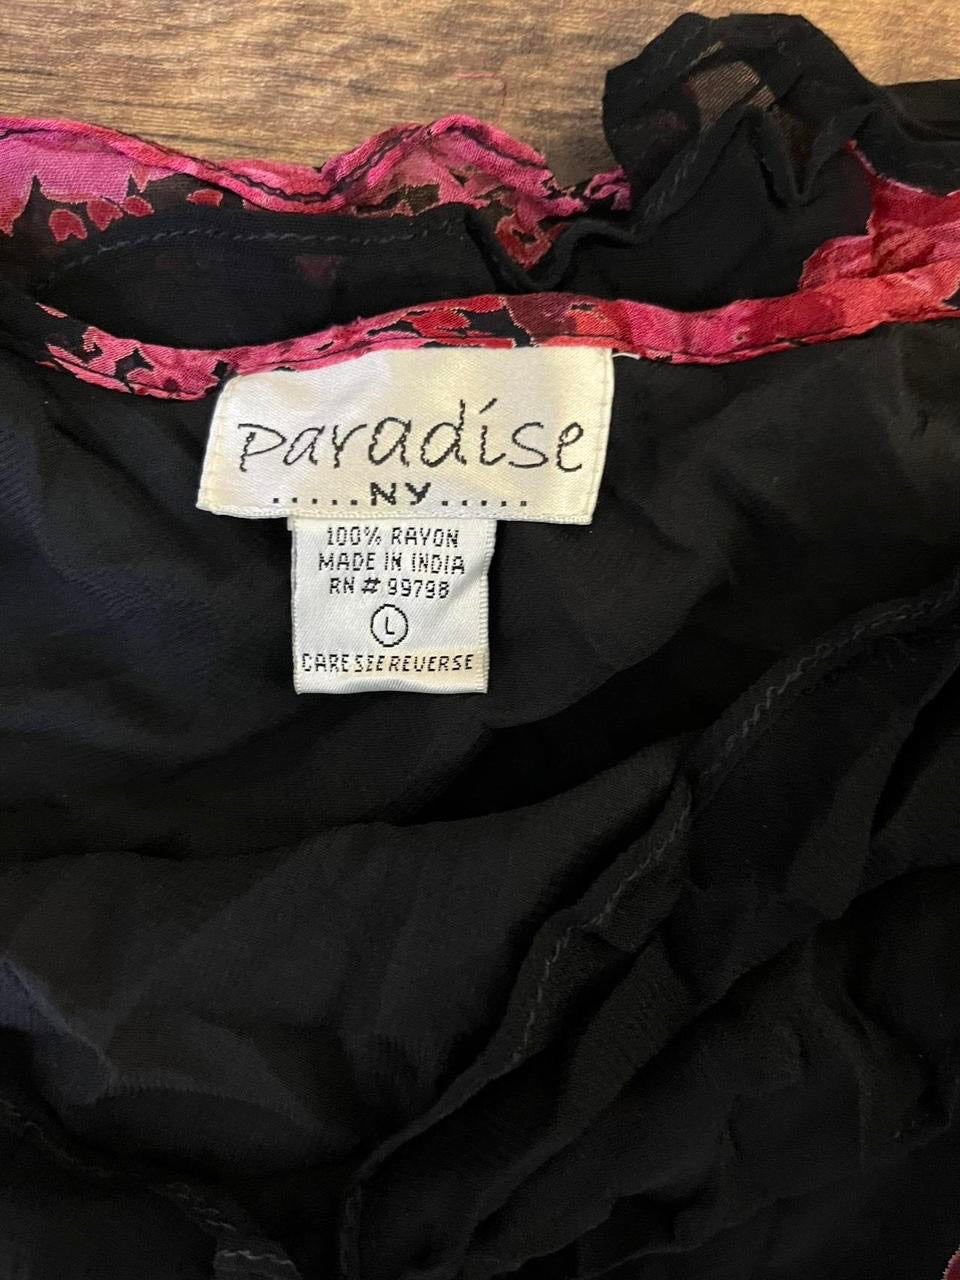 paradise
.....NY.....
100% RAYON
MADE IN INDIA
RN # 99798
L
CARE SEE REVERSE